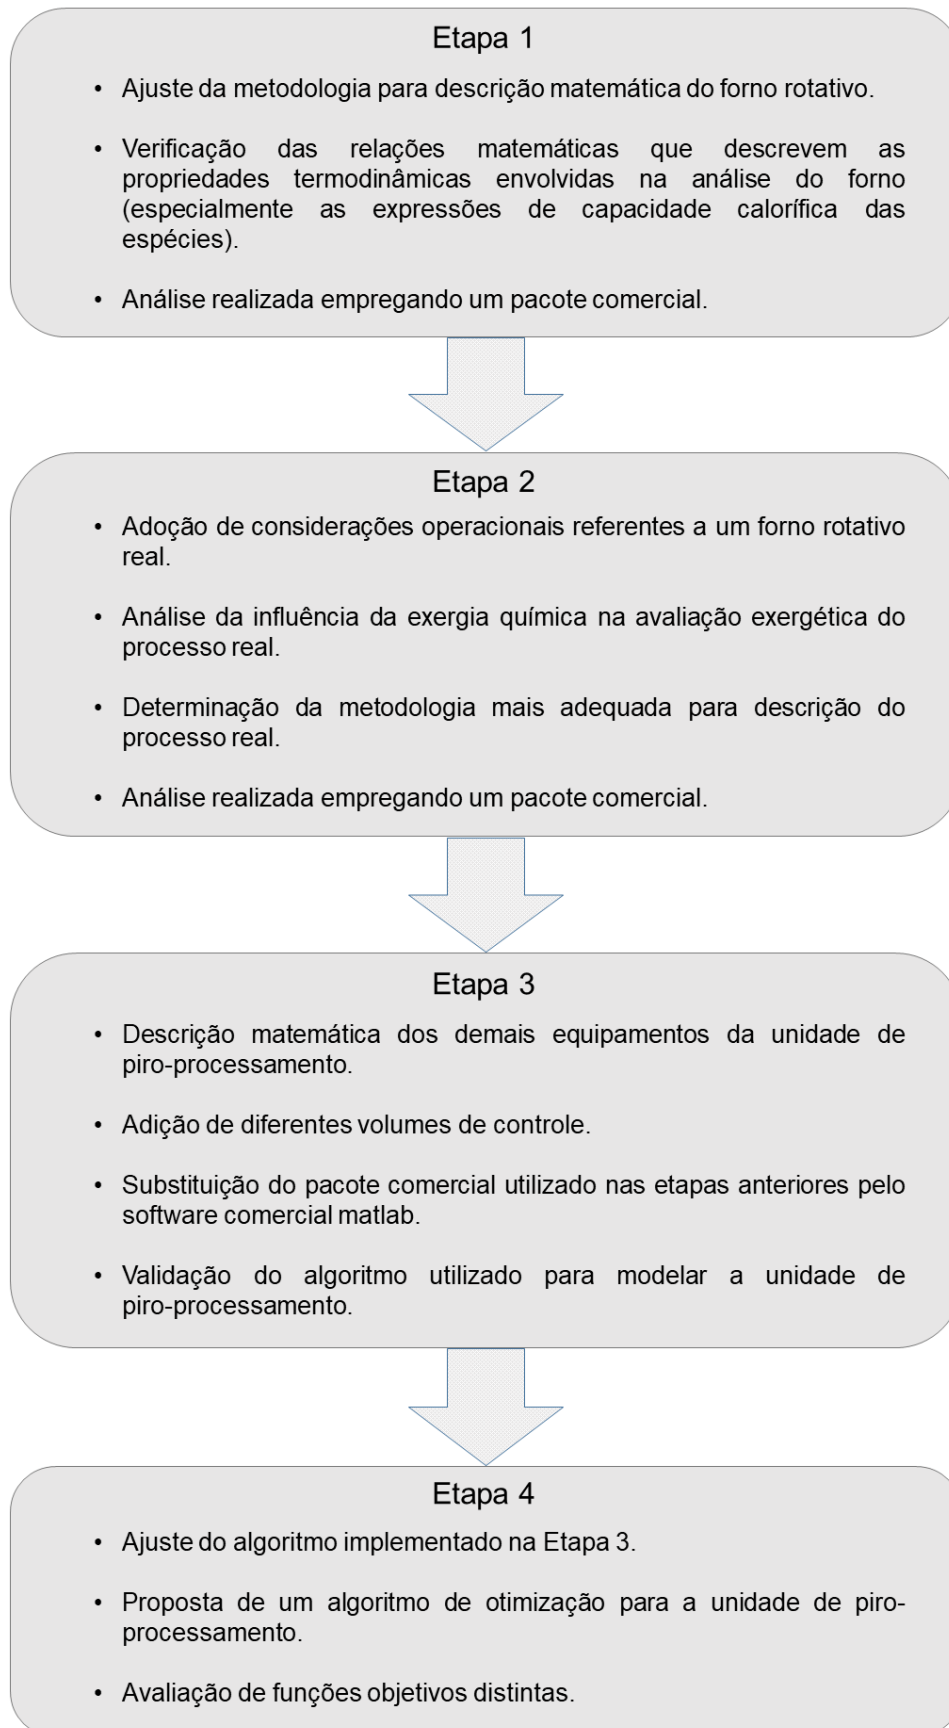 Etapa 1
• Ajuste da metodologia para descrição matemática do forno rotativo.
• Verificação das relações matemáticas que descrevem as
propriedades termodinâmicas envolvidas na análise do forno
(especialmente as expressões de capacidade calorífica das
espécies).
• Análise realizada empregando um pacote comercial.
Etapa 2
• Adoção de considerações operacionais referentes a um forno rotativo
real.
• Análise da influência da exergia química na avaliação exergética do
processo real.
• Determinação da metodologia mais adequada para descrição do
processo real.
• Análise realizada empregando um pacote comercial.
Etapa 3
• Descrição matemática dos demais equipamentos da unidade de
piro-processamento.
• Adição de diferentes volumes de controle.
• Substituição do pacote comercial utilizado nas etapas anteriores pelo
software comercial matlab.
• Validação do algoritmo utilizado para modelar a unidade de
piro-processamento.
Etapa 4
• Ajuste do algoritmo implementado na Etapa 3.
• Proposta de um algoritmo de otimização para a unidade de piro-
processamento.
• Avaliação de funções objetivos distintas.